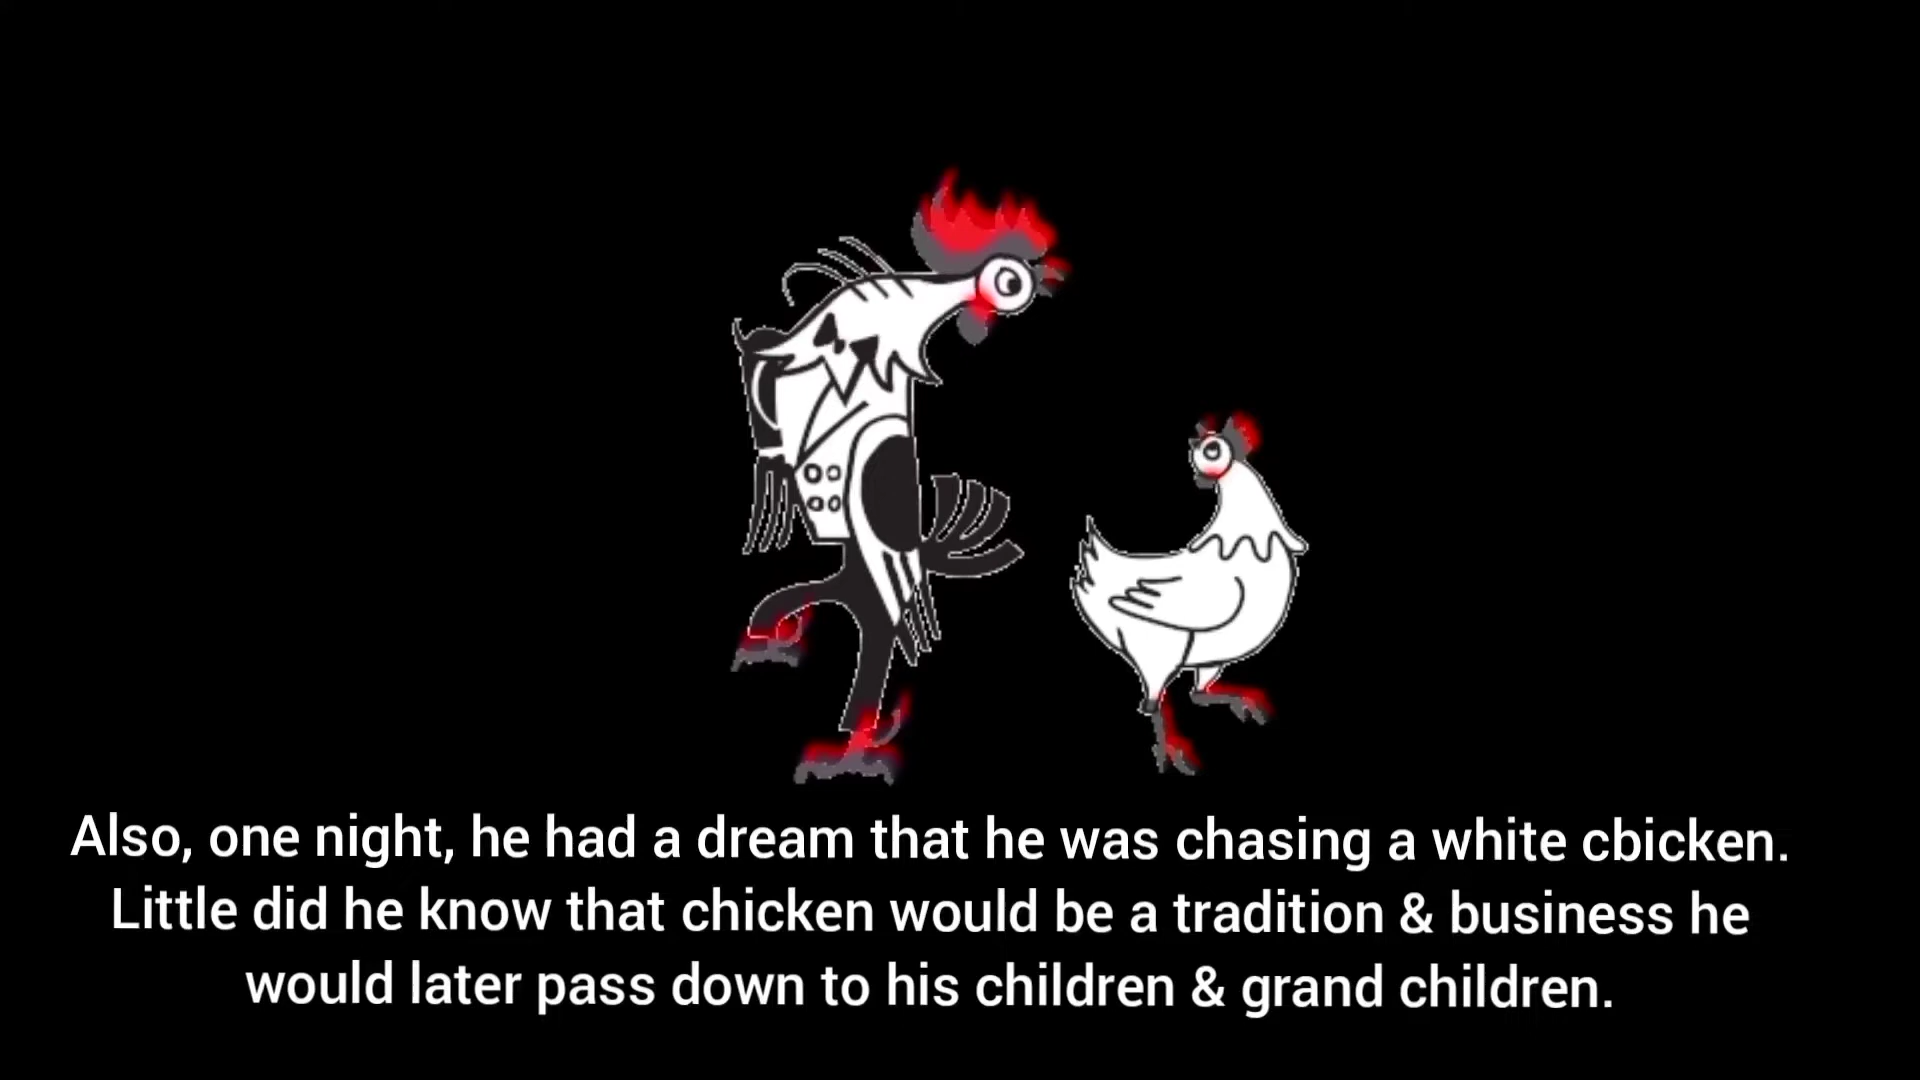 Also, one night, he had a dream that he was chasing a white cbicken.
Little did he know that chicken would be a tradition & business he
would later pass down to his children & grand children.